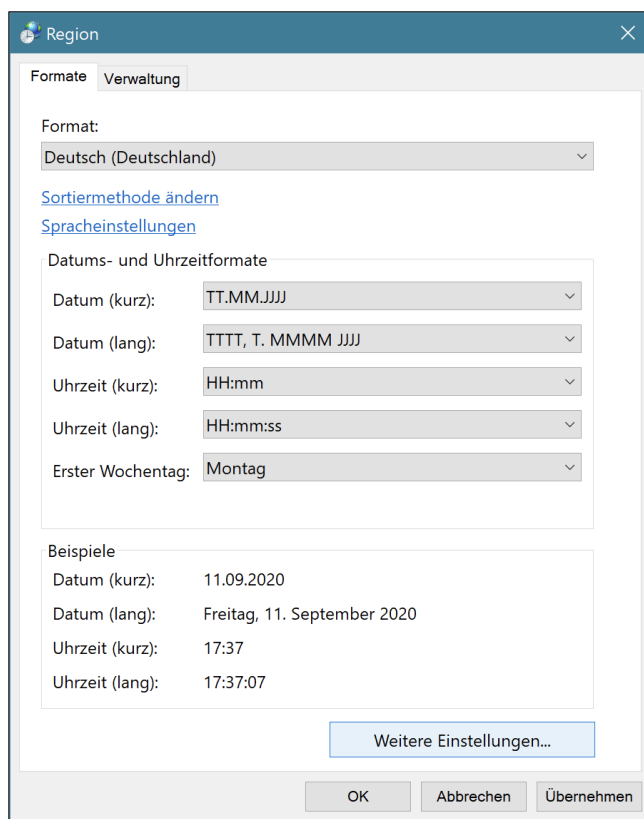 Region
Formate Verwaltung
Format:
Deutsch (Deutschland)
Sortiermethode ändern
Spracheinstellungen
Datums- und Uhrzeitformate
Datum (kurz): TT.MM.JJJJ
Datum (lang): TTTT, T. MMMM JJJJ
Uhrzeit (kurz): HH:mm
Uhrzeit (lang): HH:mm:ss
Erster Wochentag: Montag
Beispiele
Datum (kurz): 11.09.2020
Datum (lang): Freitag, 11. September 2020
Uhrzeit (kurz): 17:37
Uhrzeit (lang): 17:37:07
Weitere Einstellungen...
OK Abbrechen Übernehmen